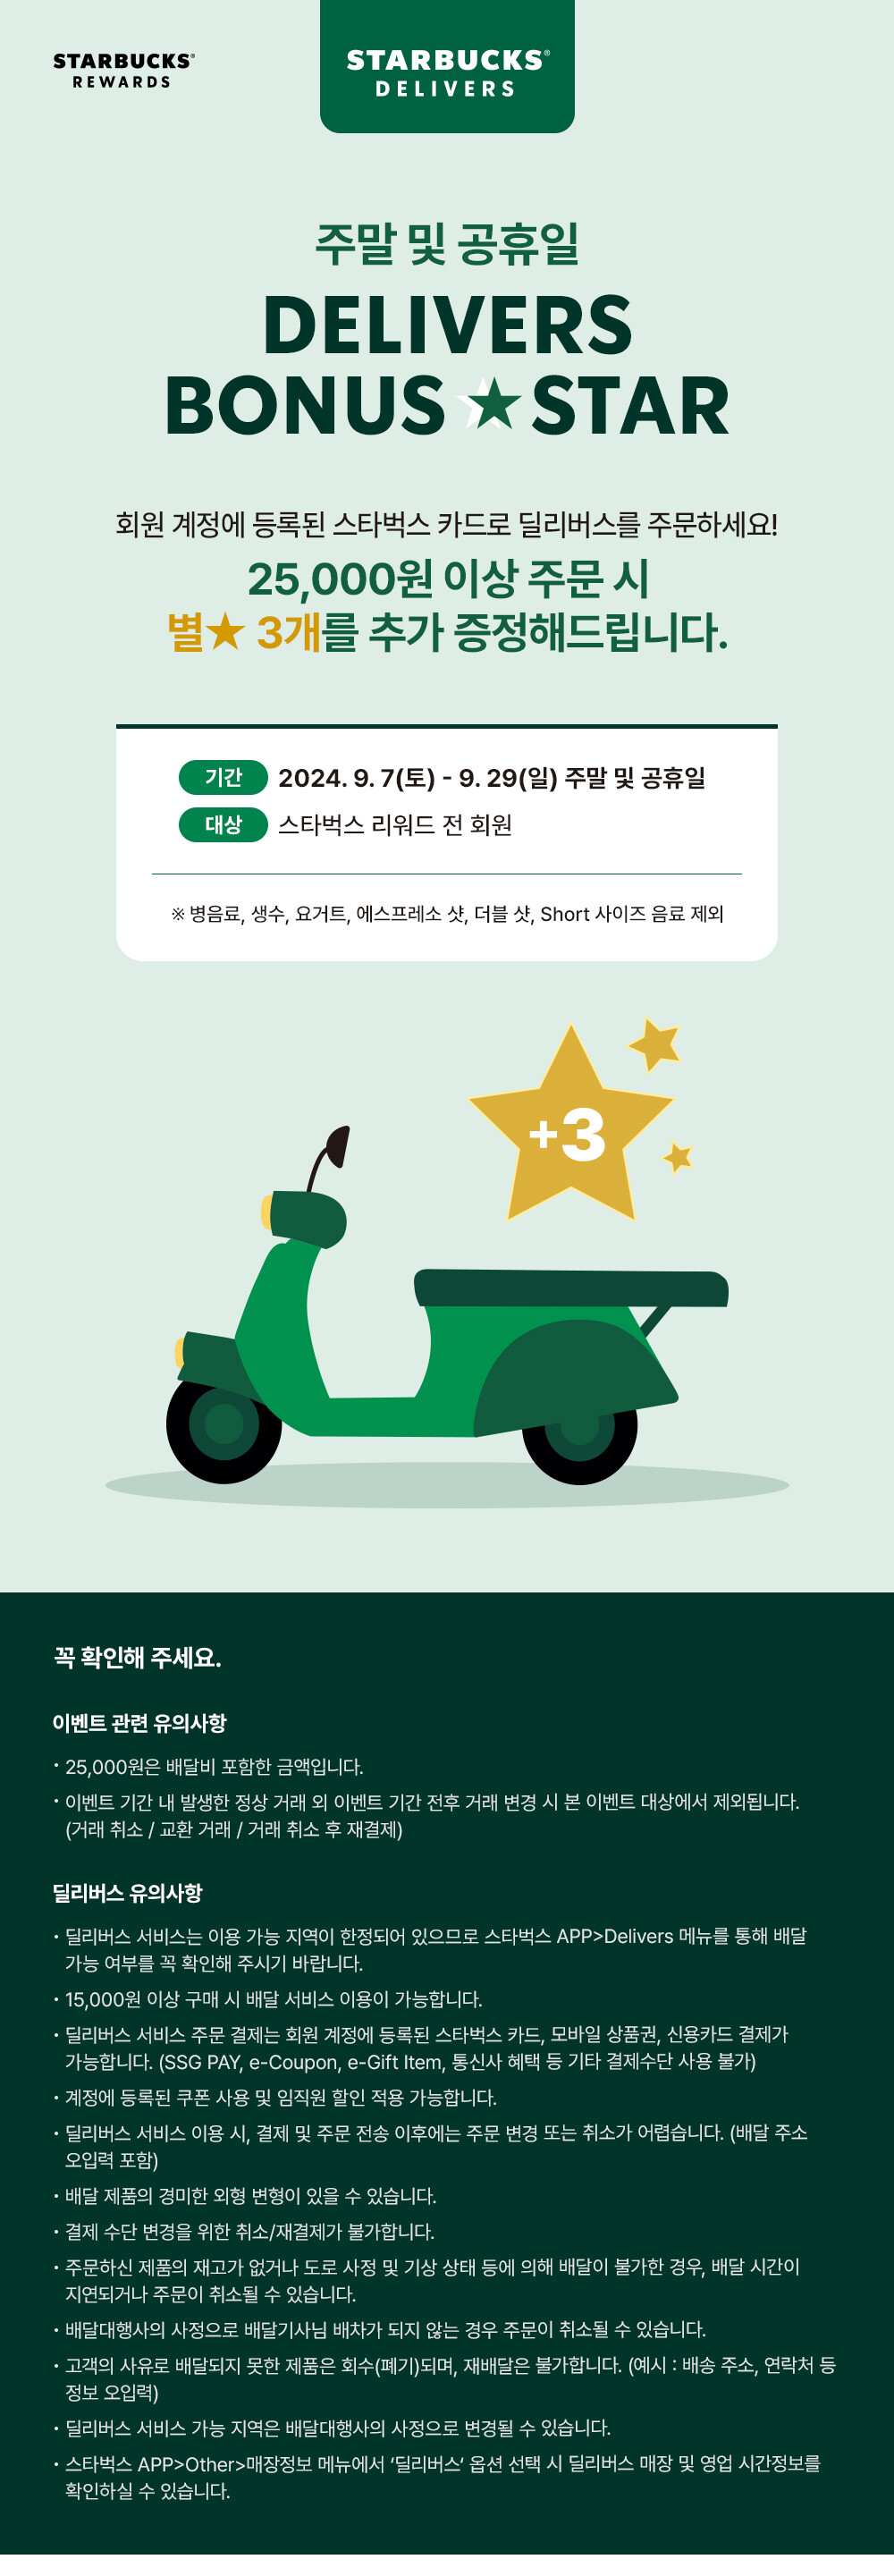 STARBUCKS®
REWARDS
STARBUCKS®
DELIVERS
주말 및 공휴일
DELIVERS
BONUS★STAR
회원 계정에 등록된 스타벅스 카드로 딜리버스를 주문하세요!
25,000원 이상 주문 시
별★ 3개를 추가 증정해드립니다.
기간 2024. 9. 7(토) - 9. 29(일) 주말 및 공휴일
대상 스타벅스 리워드 전 회원
※ 병음료, 생수, 요거트, 에스프레소 샷, 더블 샷, Short 사이즈 음료 제외
+3
꼭 확인해 주세요.
이벤트 관련 유의사항
· 25,000원은 배달비 포함한 금액입니다.
· 이벤트 기간 내 발생한 정상 거래 외 이벤트 기간 전후 거래 변경 시 본 이벤트 대상에서 제외됩니다.
(거래 취소 / 교환 거래 / 거래 취소 후 재결제)
딜리버스 유의사항
· 딜리버스 서비스는 이용 가능 지역이 한정되어 있으므로 스타벅스 APP>Delivers 메뉴를 통해 배달
가능 여부를 꼭 확인해 주시기 바랍니다.
· 15,000원 이상 구매 시 배달 서비스 이용이 가능합니다.
· 딜리버스 서비스 주문 결제는 회원 계정에 등록된 스타벅스 카드, 모바일 상품권, 신용카드 결제가
가능합니다. (SSG PAY, e-Coupon, e-Gift Item, 통신사 혜택 등 기타 결제수단 사용 불가)
· 계정에 등록된 쿠폰 사용 및 임직원 할인 적용 가능합니다.
· 딜리버스 서비스 이용 시, 결제 및 주문 전송 이후에는 주문 변경 또는 취소가 어렵습니다. (배달 주소
오입력 포함)
· 배달 제품의 경미한 외형 변형이 있을 수 있습니다.
· 결제 수단 변경을 위한 취소/재결제가 불가합니다.
· 주문하신 제품의 재고가 없거나 도로 사정 및 기상 상태 등에 의해 배달이 불가한 경우, 배달 시간이
지연되거나 주문이 취소될 수 있습니다.
· 배달대행사의 사정으로 배달기사님 배차가 되지 않는 경우 주문이 취소될 수 있습니다.
· 고객의 사유로 배달되지 못한 제품은 회수(폐기)되며, 재배달은 불가합니다. (예시 : 배송 주소, 연락처 등
정보 오입력)
· 딜리버스 서비스 가능 지역은 배달대행사의 사정으로 변경될 수 있습니다.
· 스타벅스 APP>Other>매장정보 메뉴에서 ‘딜리버스‘ 옵션 선택 시 딜리버스 매장 및 영업 시간정보를
확인하실 수 있습니다.